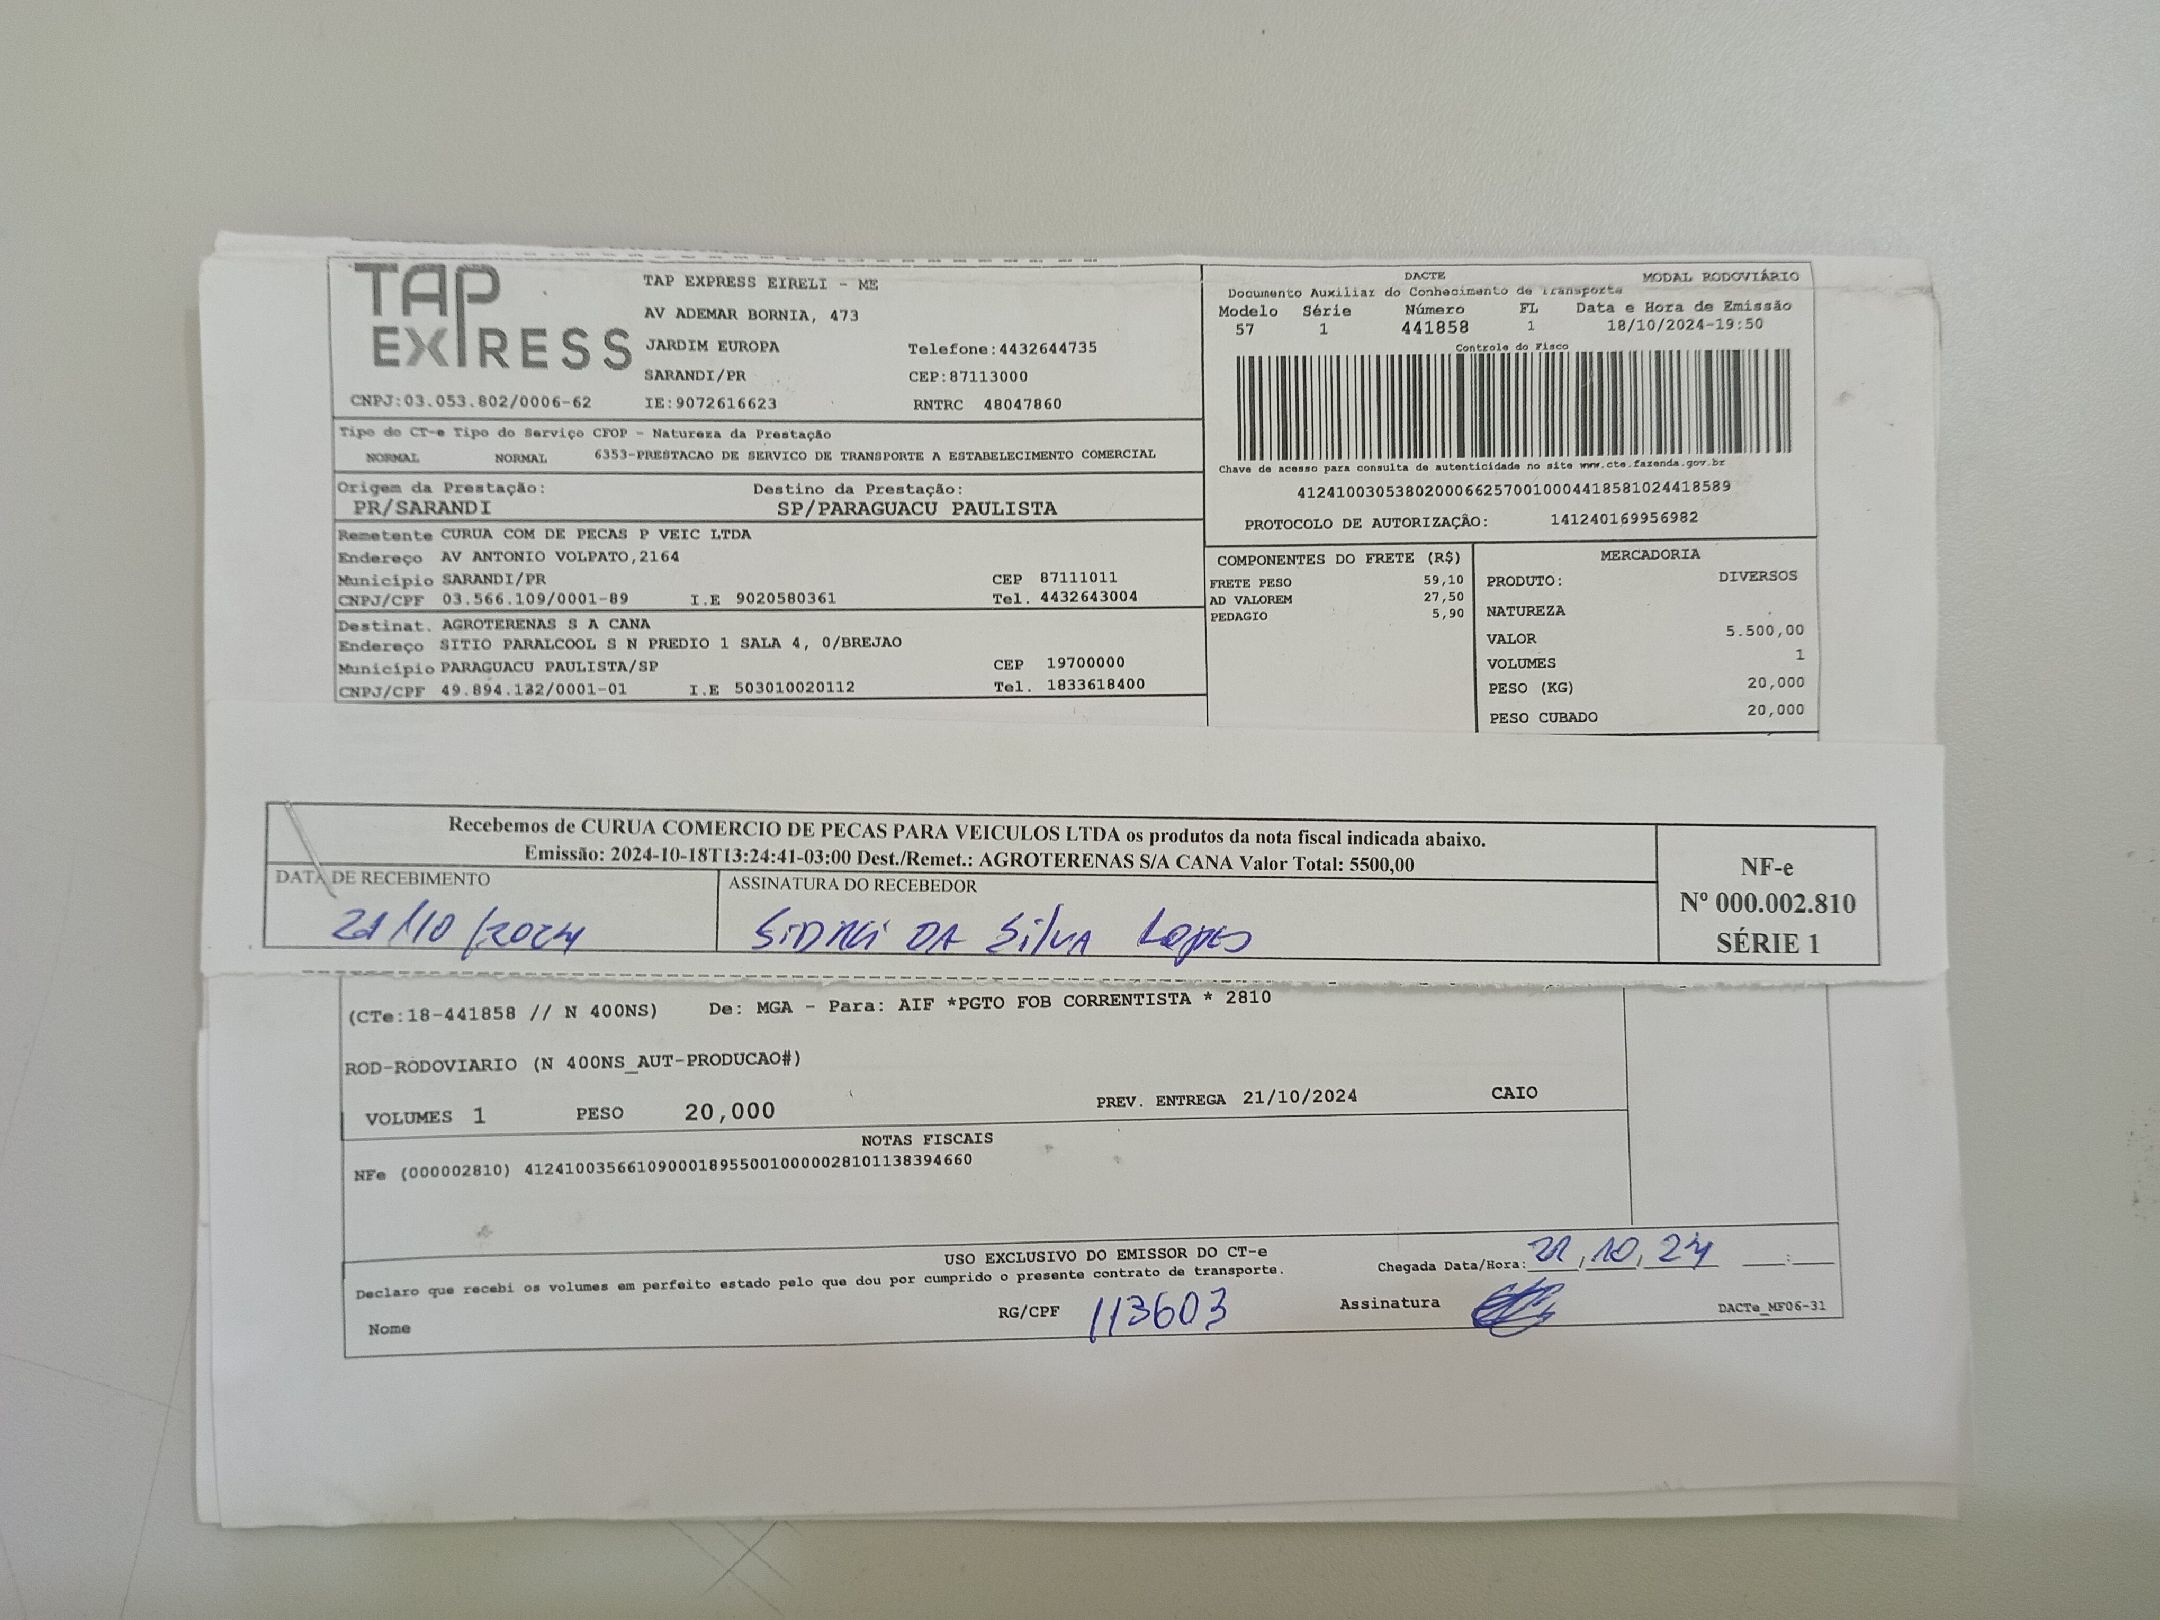 TAP
EXPRESS
TAP EXPRESS EIRELI - ME
AV ADEMAR BORNIA, 473
JARDIM EUROPA Telefone:4432644735
SARANDI/PR CEP:87113000
CNPJ:03.053.802/0006-62 IE:9072616623 RNTRC 48047860
DACTE MODAL RODOVIÁRIO
Documento Auxiliar do Conhecimento de Transporte
Modelo Série Número FL Data e Hora de Emissão
57 1 441858 1 18/10/2024-19:50
Controle do Fisco
Chave de acesso para consulta de autenticidade no site www.cte.fazenda.gov.br
41241003053802000662570010004418581024418589
PROTOCOLO DE AUTORIZAÇÃO: 141240169956982
Tipo do CT-e Tipo do Serviço CFOP - Natureza da Prestação
NORMAL NORMAL 6353-PRESTACAO DE SERVICO DE TRANSPORTE A ESTABELECIMENTO COMERCIAL
Origem da Prestação: Destino da Prestação:
PR/SARANDI SP/PARAGUACU PAULISTA
Remetente CURUA COM DE PECAS P VEIC LTDA
Endereço AV ANTONIO VOLPATO,2164
Município SARANDI/PR CEP 87111011
CNPJ/CPF 03.566.109/0001-89 I.E 9020580361 Tel. 4432643004
Destinat. AGROTERENAS S A CANA
Endereço SITIO PARALCOOL S N PREDIO 1 SALA 4, 0/BREJAO
Município PARAGUACU PAULISTA/SP CEP 19700000
CNPJ/CPF 49.894.132/0001-01 I.E 503010020112 Tel. 1833618400
COMPONENTES DO FRETE (R$)
FRETE PESO 59,10
AD VALOREM 27,50
PEDAGIO 5,90
MERCADORIA
PRODUTO: DIVERSOS
NATUREZA
VALOR 5.500,00
VOLUMES 1
PESO (KG) 20,000
PESO CUBADO 20,000
Recebemos de CURUA COMERCIO DE PECAS PARA VEICULOS LTDA os produtos da nota fiscal indicada abaixo.
Emissão: 2024-10-18T13:24:41-03:00 Dest./Remet.: AGROTERENAS S/A CANA Valor Total: 5500,00
DATA DE RECEBIMENTO ASSINATURA DO RECEBEDOR
21/10/2024 SiDNEi DA SilvA Lopes
NF-e
Nº 000.002.810
SÉRIE 1
(CTe:18-441858 // N 400NS) De: MGA - Para: AIF *PGTO FOB CORRENTISTA * 2810
ROD-RODOVIARIO (N 400NS_AUT-PRODUCAO#)
VOLUMES 1 PESO 20,000 PREV. ENTREGA 21/10/2024 CAIO
NOTAS FISCAIS
NFe (000002810) 41241003566109000189550010000028101138394660
USO EXCLUSIVO DO EMISSOR DO CT-e
Declaro que recebi os volumes em perfeito estado pelo que dou por cumprido o presente contrato de transporte. Chegada Data/Hora: 21/10/24 :
Nome RG/CPF 113603 Assinatura DACTe_MF06-31